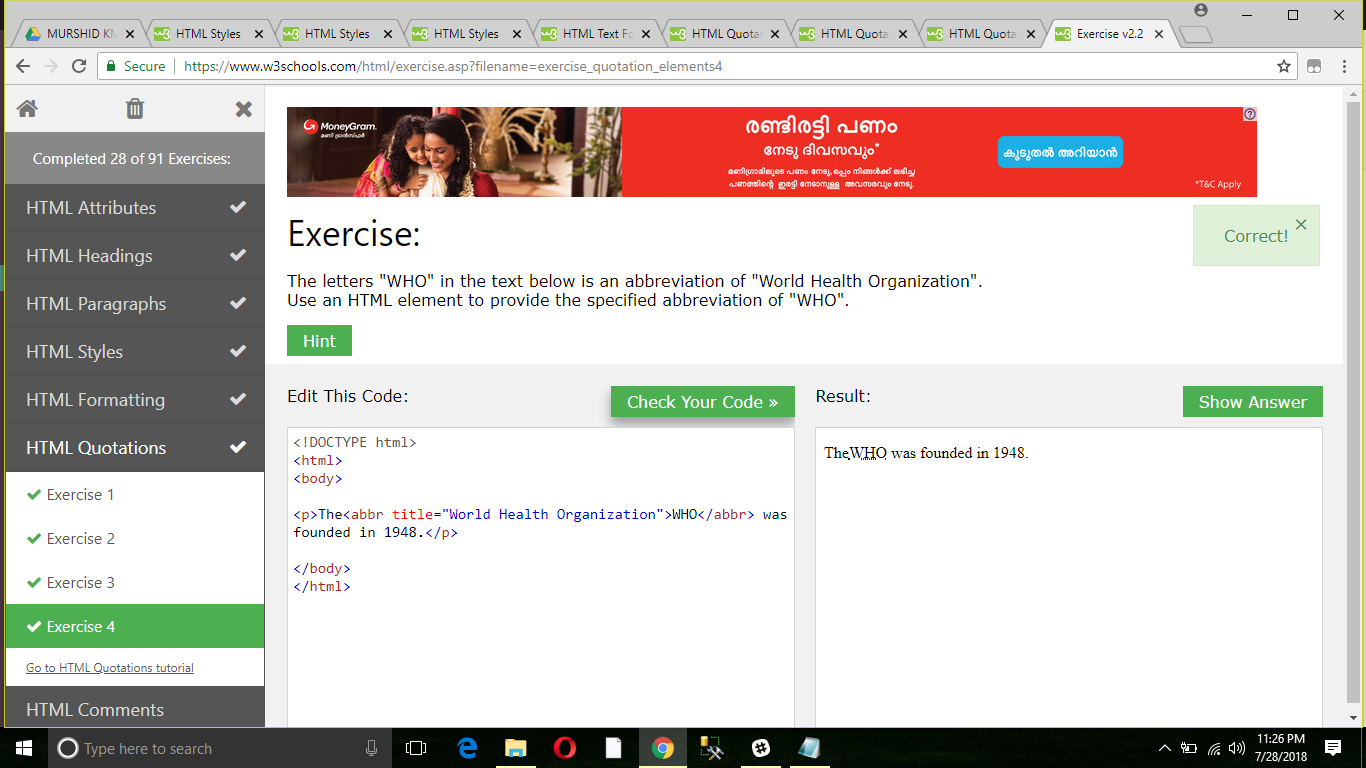 MURSHID KM
HTML Styles
HTML Styles
HTML Styles
HTML Text Fo
HTML Quotat
HTML Quota
HTML Quota
Exercise v2.2
Secure
https://www.w3schools.com/html/exercise.asp?filename=exercise_quotation_elements4
Completed 28 of 91 Exercises:
HTML Attributes
HTML Headings
HTML Paragraphs
HTML Styles
HTML Formatting
HTML Quotations
Exercise 1
Exercise 2
Exercise 3
Exercise 4
Go to HTML Quotations tutorial
HTML Comments
MoneyGram.
മണി ട്രാൻസ്ഫർ
രണ്ടിരട്ടി പണം
നേടൂ ദിവസവും*
മണിഗ്രാമിലൂടെ പണം നേടൂ, ഒപ്പം നിങ്ങൾക്ക് ലഭിച്ച
പണത്തിന്റെ ഇരട്ടി നേടാനുള്ള അവസരവും നേടൂ.
കൂടുതൽ അറിയാൻ
*T&C Apply
Exercise:
Correct!
The letters "WHO" in the text below is an abbreviation of "World Health Organization".
Use an HTML element to provide the specified abbreviation of "WHO".
Hint
Edit This Code:
Check Your Code »
Result:
Show Answer
<!DOCTYPE html>
<html>
<body>
<p>The<abbr title="World Health Organization">WHO</abbr> was
founded in 1948.</p>
</body>
</html>
TheWHO was founded in 1948.
Type here to search
11:26 PM
7/28/2018